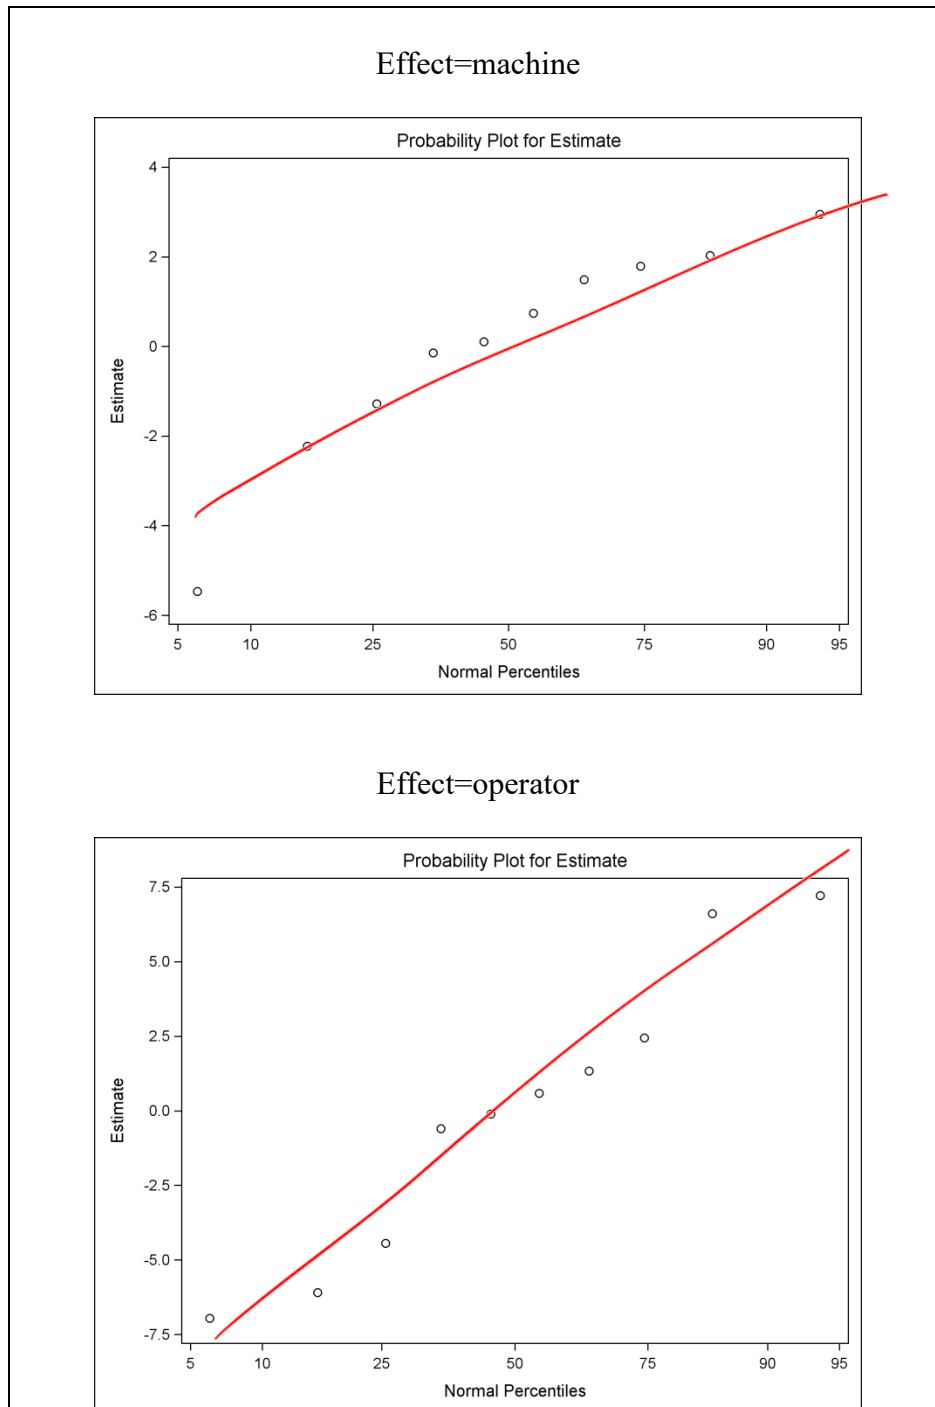 Effect=machine
Probability Plot for Estimate
4
2
0
-2
-4
-6
Estimate
5 10 25 50 75 90 95
Normal Percentiles
Effect=operator
Probability Plot for Estimate
7.5
5.0
2.5
0.0
-2.5
-5.0
-7.5
Estimate
5 10 25 50 75 90 95
Normal Percentiles